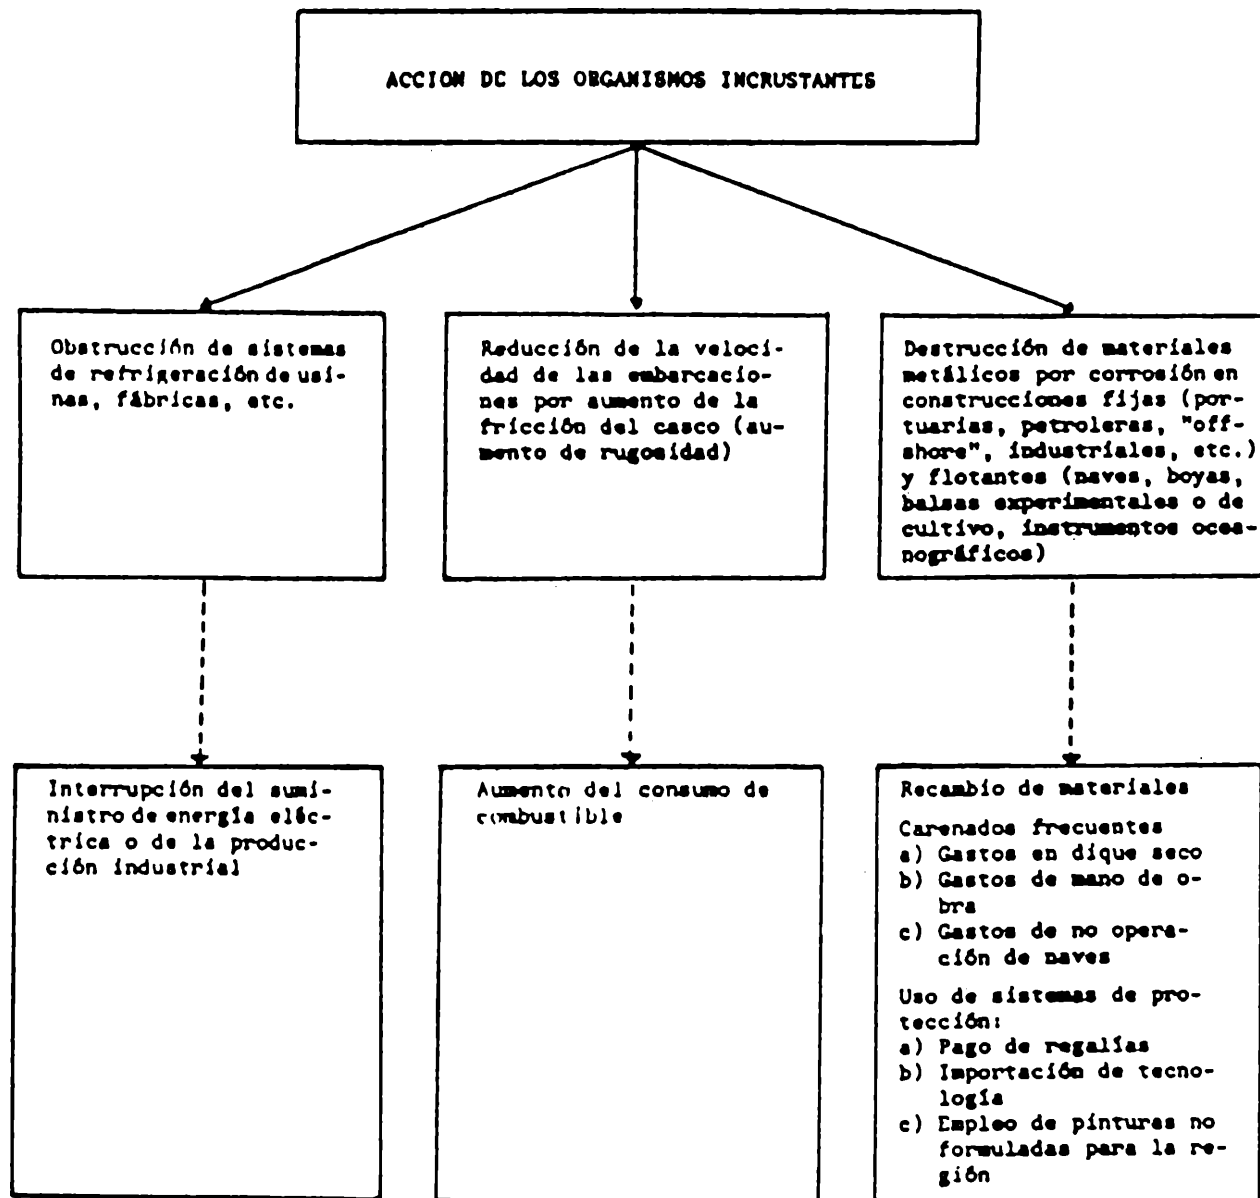 ACCION DE LOS ORGANISMOS INCRUSTANTES
Obstrucción de sistemas
de refrigeración de usi-
nas, fábricas, etc.
Reducción de la veloci-
dad de las embarcacio-
nes por aumento de la
fricción del casco (au-
mento de rugosidad)
Destrucción de materiales
metálicos por corrosión en
construcciones fijas (por-
tuarias, petroleras, "off-
shore", industriales, etc.)
y flotantes (naves, boyas,
balsas experimentales o de
cultivo, instrumentos ocea-
nográficos)
Interrupción del sumi-
nistro de energía eléc-
trica o de la produc-
ción industrial
Aumento del consumo de
combustible
Recambio de materiales
Carenados frecuentes
a) Gastos en dique seco
b) Gastos de mano de o-
bra
c) Gastos de no opera-
ción de naves
Uso de sistemas de pro-
tección:
a) Pago de regalías
b) Importación de tecno-
logía
c) Empleo de pinturas no
formuladas para la re-
gión